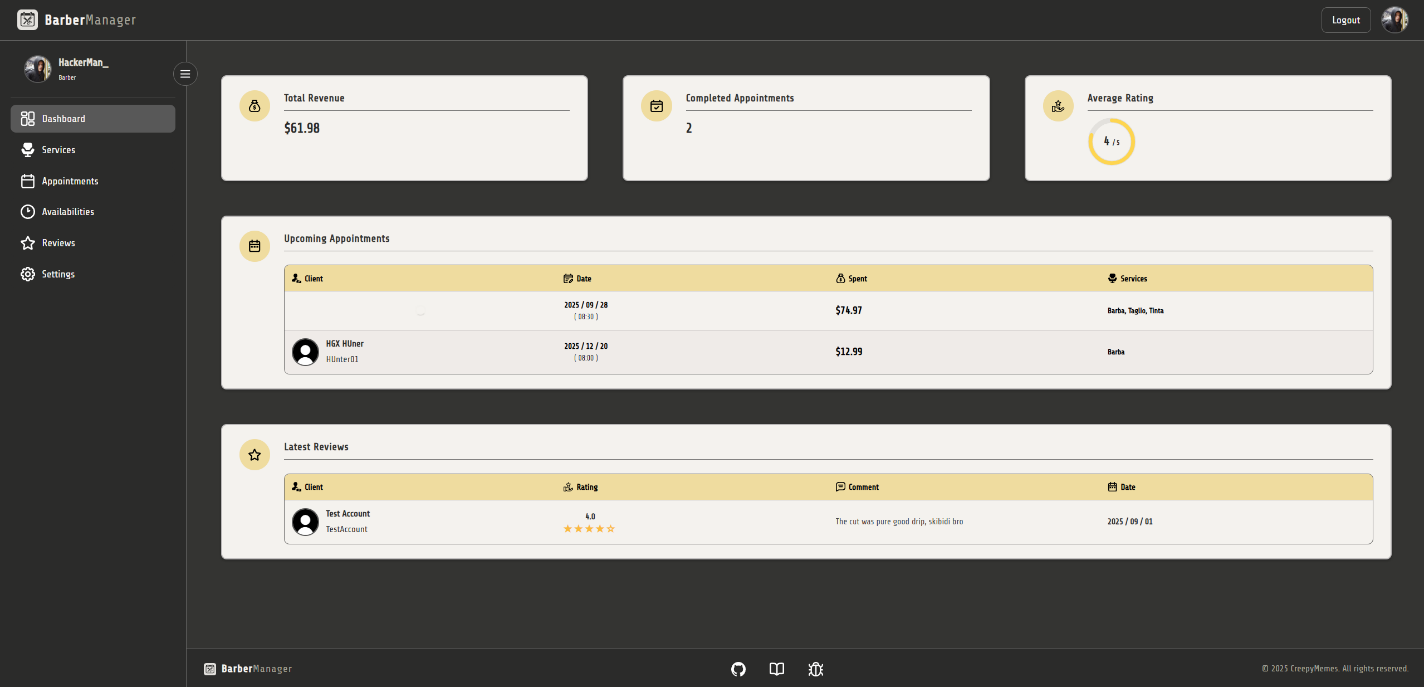 BarberManager
Logout
HackerMan_
Barber
Dashboard
Services
Appointments
Availabilities
Reviews
Settings
Total Revenue
$61.98
Completed Appointments
2
Average Rating
4 / 5
Upcoming Appointments
Client Date Spent Services
2025 / 09 / 28
( 08:30 )
$74.97
Barba, Taglio, Tinta
HGX HUner
HUnter01
2025 / 12 / 20
( 08:00 )
$12.99
Barba
Latest Reviews
Client Rating Comment Date
Test Account
TestAccount
4.0
The cut was pure good drip, skibidi bro
2025 / 09 / 01
BarberManager
© 2025 CreepyMemes. All rights reserved.